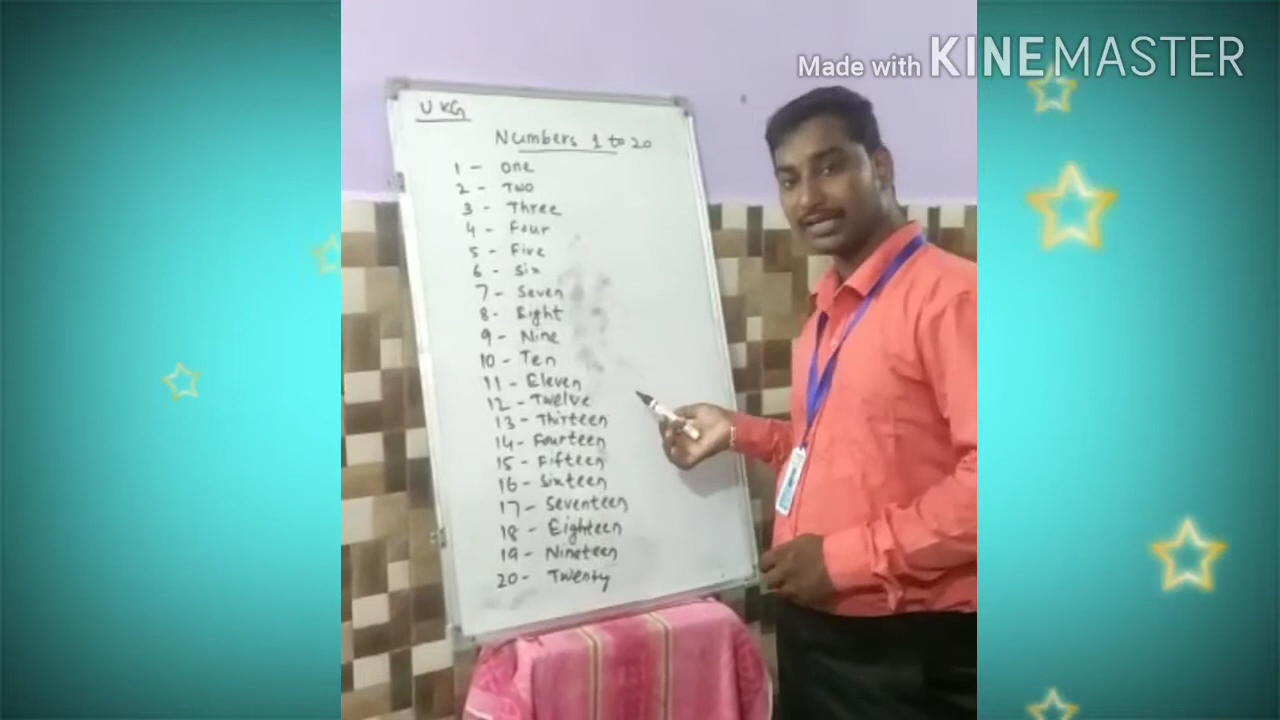 Made with KINEMASTER
UKG
Numbers 1 to 20
1 - One
2 - Two
3 - Three
4 - Four
5 - Five
6 - Six
7 - Seven
8 - Eight
9 - Nine
10 - Ten
11 - Eleven
12 - Twelve
13 - Thirteen
14 - Fourteen
15 - Fifteen
16 - Sixteen
17 - Seventeen
18 - Eighteen
19 - Nineteen
20 - Twenty